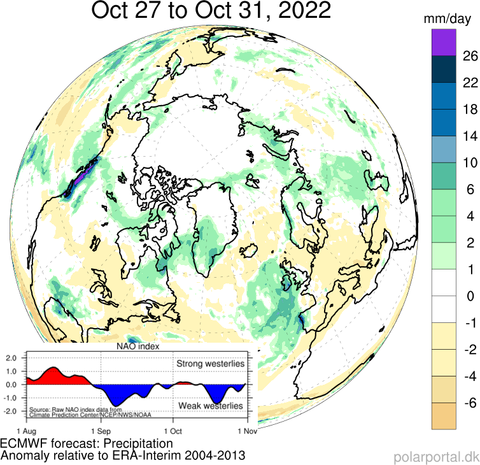 Oct 27 to Oct 31, 2022
mm/day
26
22
18
14
10
6
4
2
1
0
-1
-2
-4
-6
NAO index
2.0
1.0
0.0
-1.0
-2.0
Strong westerlies
Weak westerlies
Source: Raw NAO index data from
Climate Prediction Center/NCEP/NWS/NOAA
1 Aug 1 Sep 1 Oct 1 Nov
ECMWF forecast: Precipitation
Anomaly relative to ERA-Interim 2004-2013
polarportal.dk